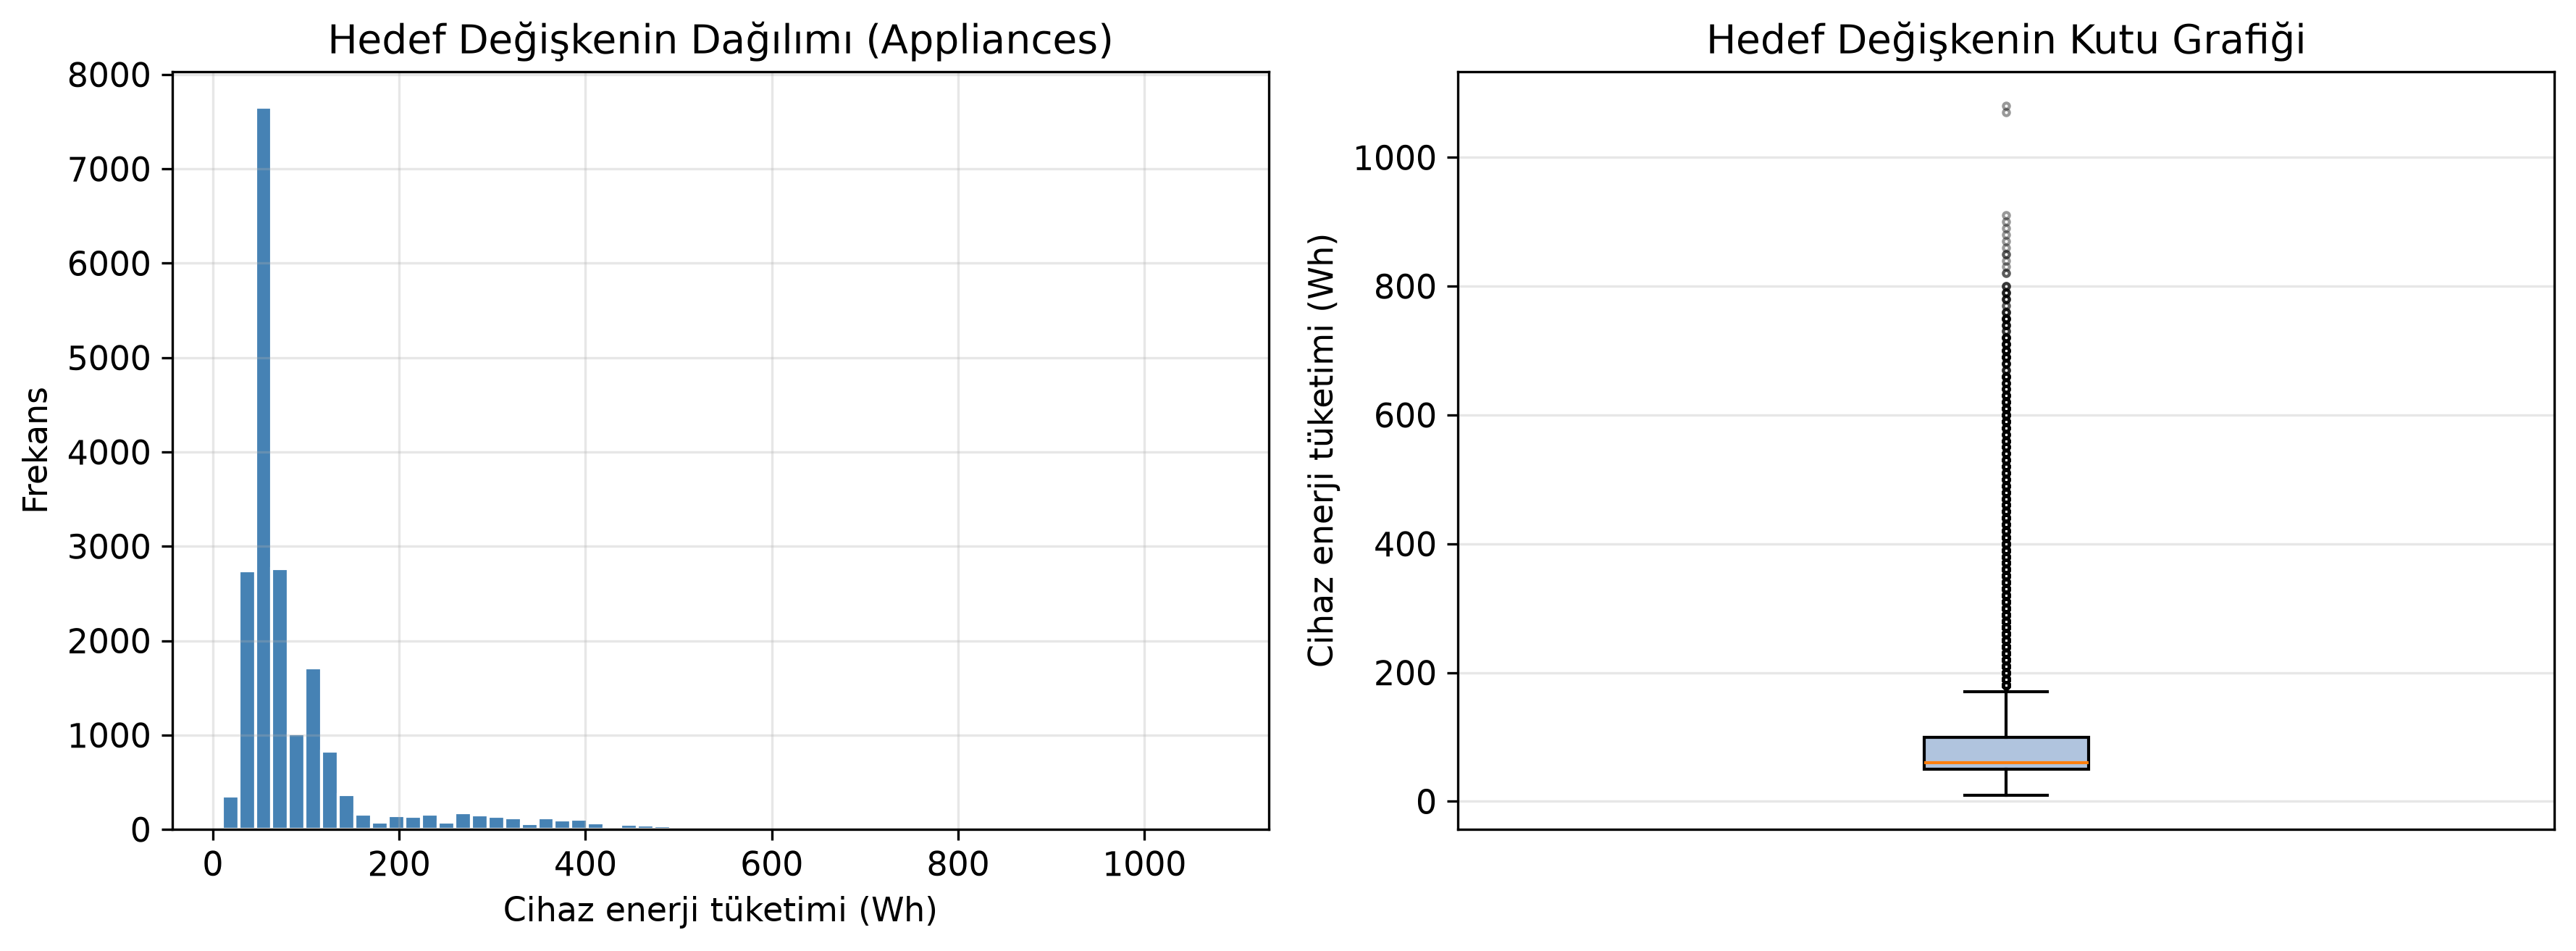 Hedef Değişkenin Dağılımı (Appliances)
8000
7000
6000
5000
4000
3000
2000
1000
0
Frekans
0 200 400 600 800 1000
Cihaz enerji tüketimi (Wh)
Hedef Değişkenin Kutu Grafiği
1000
800
600
400
200
0
Cihaz enerji tüketimi (Wh)